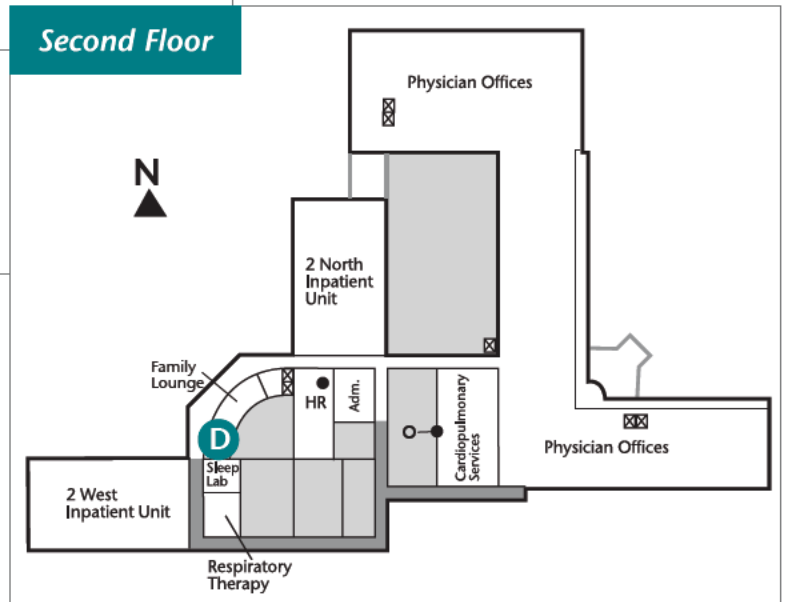 Second Floor
Physician Offices
N
2 North
Inpatient
Unit
Family
Lounge
HR
Adm.
Cardiopulmonary
Services
D
Physician Offices
Sleep
Lab
2 West
Inpatient Unit
Respiratory
Therapy